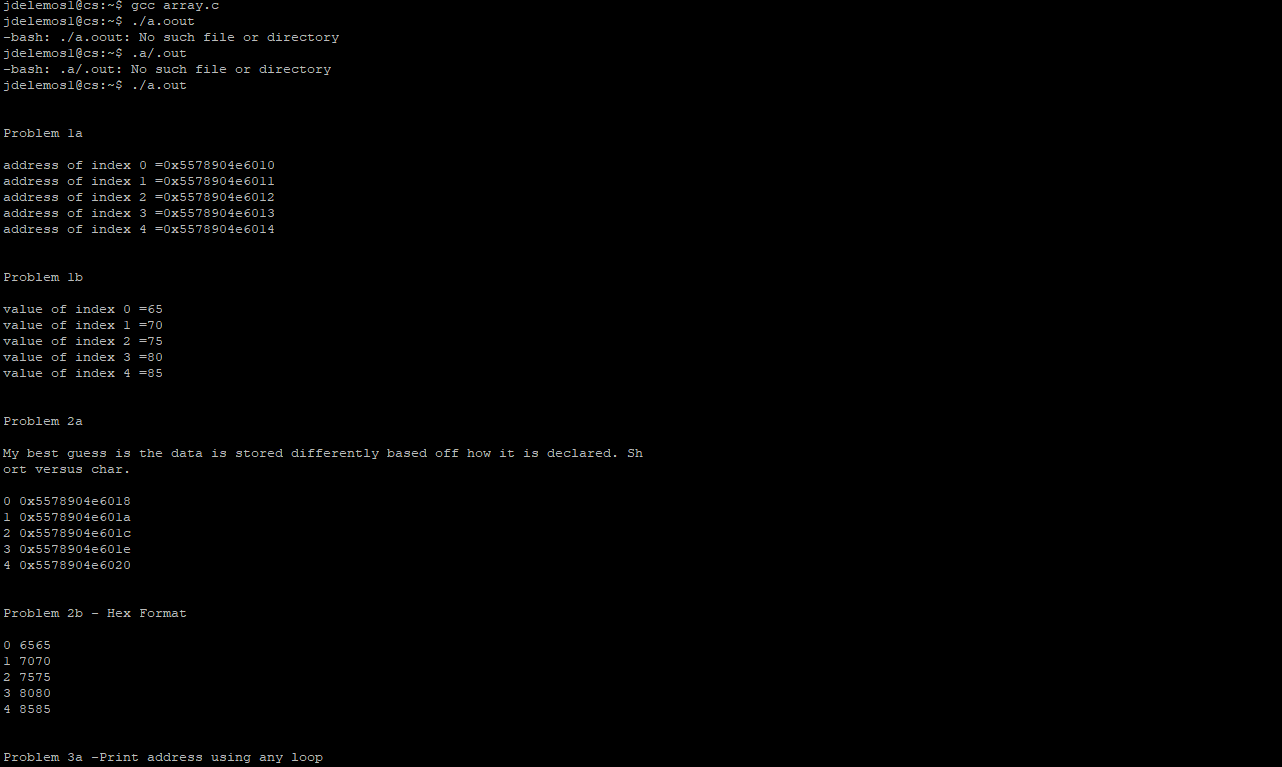 jdelemos1@cs:~$ gcc array.c
jdelemos1@cs:~$ ./a.oout
-bash: ./a.oout: No such file or directory
jdelemos1@cs:~$ .a/.out
-bash: .a/.out: No such file or directory
jdelemos1@cs:~$ ./a.out
Problem 1a
address of index 0 =0x5578904e6010
address of index 1 =0x5578904e6011
address of index 2 =0x5578904e6012
address of index 3 =0x5578904e6013
address of index 4 =0x5578904e6014
Problem 1b
value of index 0 =65
value of index 1 =70
value of index 2 =75
value of index 3 =80
value of index 4 =85
Problem 2a
My best guess is the data is stored differently based off how it is declared. Sh
ort versus char.
0 0x5578904e6018
1 0x5578904e601a
2 0x5578904e601c
3 0x5578904e601e
4 0x5578904e6020
Problem 2b - Hex Format
0 6565
1 7070
2 7575
3 8080
4 8585
Problem 3a -Print address using any loop